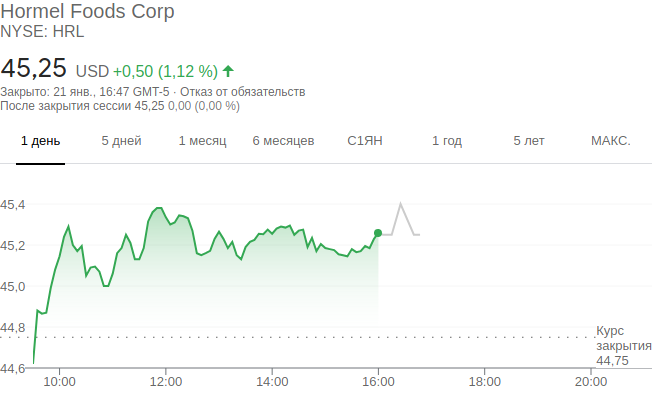 Hormel Foods Corp
NYSE: HRL
45,25 USD +0,50 (1,12 %)
Закрыто: 21 янв., 16:47 GMT-5 · Отказ от обязательств
После закрытия сессии 45,25 0,00 (0,00 %)
1 день 5 дней 1 месяц 6 месяцев С1ЯН 1 год 5 лет МАКС.
45,4
45,2
45,0
44,8
Курс
закрытия
44,75
44,6
10:00 12:00 14:00 16:00 18:00 20:00